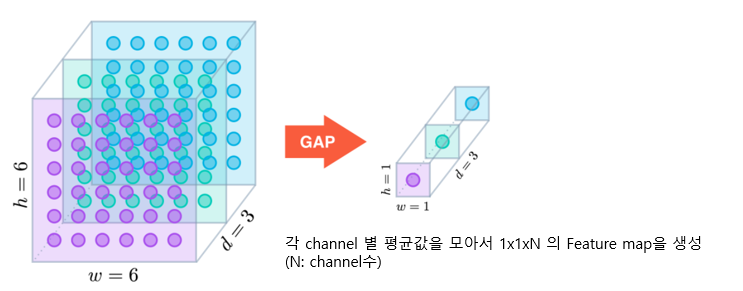 h = 6
w = 6
d = 3
GAP
h = 1
w = 1
d = 3
각 channel 별 평균값을 모아서 1x1xN 의 Feature map을 생성
(N: channel수)